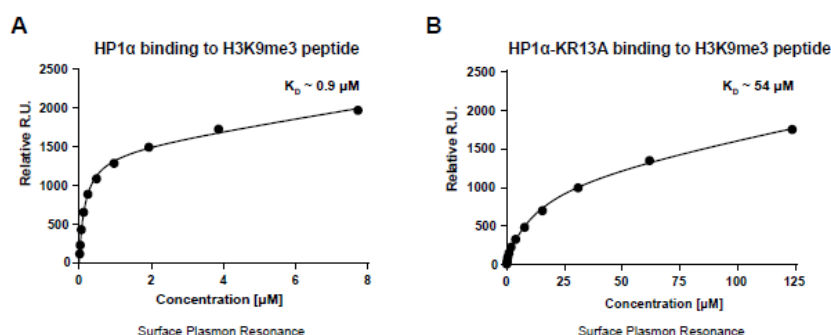 A
HP1α binding to H3K9me3 peptide
K_D ~ 0.9 µM
2500
2000
1500
1000
500
0
Relative R.U.
0 2 4 6 8
Concentration [µM]
Surface Plasmon Resonance
B
HP1α-KR13A binding to H3K9me3 peptide
K_D ~ 54 µM
2500
2000
1500
1000
500
0
Relative R.U.
0 25 50 75 100 125
Concentration [µM]
Surface Plasmon Resonance